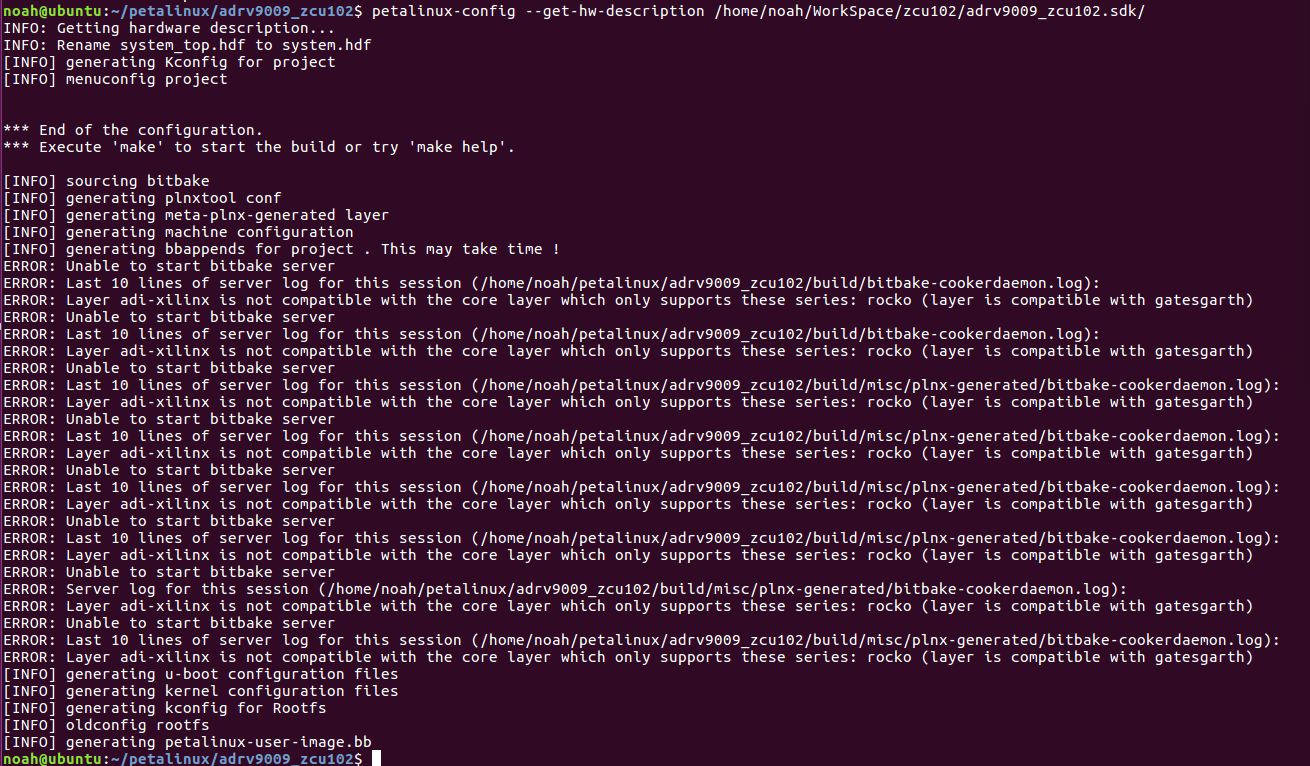 noah@ubuntu:~/petalinux/adrv9009_zcu102$ petalinux-config --get-hw-description /home/noah/WorkSpace/zcu102/adrv9009_zcu102.sdk/
INFO: Getting hardware description...
INFO: Rename system_top.hdf to system.hdf
[INFO] generating Kconfig for project
[INFO] menuconfig project
*** End of the configuration.
*** Execute 'make' to start the build or try 'make help'.
[INFO] sourcing bitbake
[INFO] generating plnxtool conf
[INFO] generating meta-plnx-generated layer
[INFO] generating machine configuration
[INFO] generating bbappends for project . This may take time !
ERROR: Unable to start bitbake server
ERROR: Last 10 lines of server log for this session (/home/noah/petalinux/adrv9009_zcu102/build/bitbake-cookerdaemon.log):
ERROR: Layer adi-xilinx is not compatible with the core layer which only supports these series: rocko (layer is compatible with gatesgarth)
ERROR: Unable to start bitbake server
ERROR: Last 10 lines of server log for this session (/home/noah/petalinux/adrv9009_zcu102/build/bitbake-cookerdaemon.log):
ERROR: Layer adi-xilinx is not compatible with the core layer which only supports these series: rocko (layer is compatible with gatesgarth)
ERROR: Unable to start bitbake server
ERROR: Last 10 lines of server log for this session (/home/noah/petalinux/adrv9009_zcu102/build/misc/plnx-generated/bitbake-cookerdaemon.log):
ERROR: Layer adi-xilinx is not compatible with the core layer which only supports these series: rocko (layer is compatible with gatesgarth)
ERROR: Unable to start bitbake server
ERROR: Last 10 lines of server log for this session (/home/noah/petalinux/adrv9009_zcu102/build/misc/plnx-generated/bitbake-cookerdaemon.log):
ERROR: Layer adi-xilinx is not compatible with the core layer which only supports these series: rocko (layer is compatible with gatesgarth)
ERROR: Unable to start bitbake server
ERROR: Last 10 lines of server log for this session (/home/noah/petalinux/adrv9009_zcu102/build/misc/plnx-generated/bitbake-cookerdaemon.log):
ERROR: Layer adi-xilinx is not compatible with the core layer which only supports these series: rocko (layer is compatible with gatesgarth)
ERROR: Unable to start bitbake server
ERROR: Last 10 lines of server log for this session (/home/noah/petalinux/adrv9009_zcu102/build/misc/plnx-generated/bitbake-cookerdaemon.log):
ERROR: Layer adi-xilinx is not compatible with the core layer which only supports these series: rocko (layer is compatible with gatesgarth)
ERROR: Unable to start bitbake server
ERROR: Server log for this session (/home/noah/petalinux/adrv9009_zcu102/build/misc/plnx-generated/bitbake-cookerdaemon.log):
ERROR: Layer adi-xilinx is not compatible with the core layer which only supports these series: rocko (layer is compatible with gatesgarth)
ERROR: Unable to start bitbake server
ERROR: Last 10 lines of server log for this session (/home/noah/petalinux/adrv9009_zcu102/build/misc/plnx-generated/bitbake-cookerdaemon.log):
ERROR: Layer adi-xilinx is not compatible with the core layer which only supports these series: rocko (layer is compatible with gatesgarth)
[INFO] generating u-boot configuration files
[INFO] generating kernel configuration files
[INFO] generating kconfig for Rootfs
[INFO] oldconfig rootfs
[INFO] generating petalinux-user-image.bb
noah@ubuntu:~/petalinux/adrv9009_zcu102$